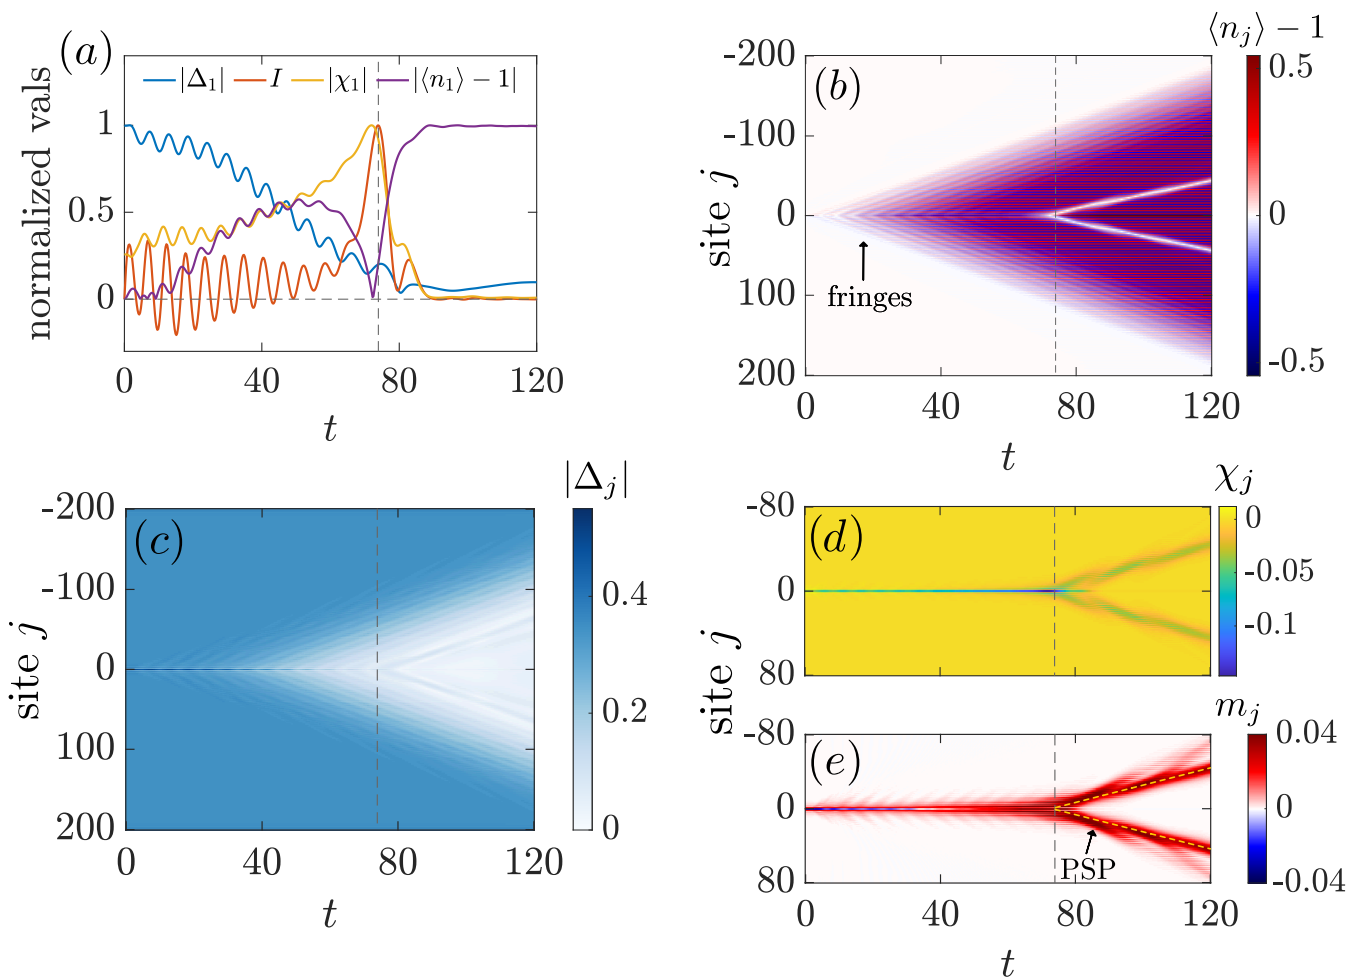 (a)
|Δ₁| I |χ₁| |⟨n₁⟩ − 1|
normalized vals
1
0.5
0
0 40 80 120
t
(b)
⟨nⱼ⟩ − 1
site j
-200
-100
0
100
200
fringes
0 40 80 120
t
0.5
0
-0.5
(c)
|Δⱼ|
site j
-200
-100
0
100
200
0 40 80 120
t
0.4
0.2
0
(d)
χⱼ
-80
0
80
0
-0.05
-0.1
site j
(e)
mⱼ
-80
0
80
PSP
0 40 80 120
t
0.04
0
-0.04